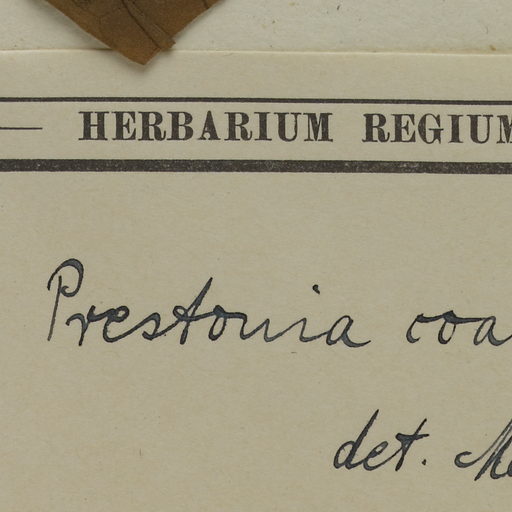 — HERBARIUM REGIUM
Prestonia coa
det. M